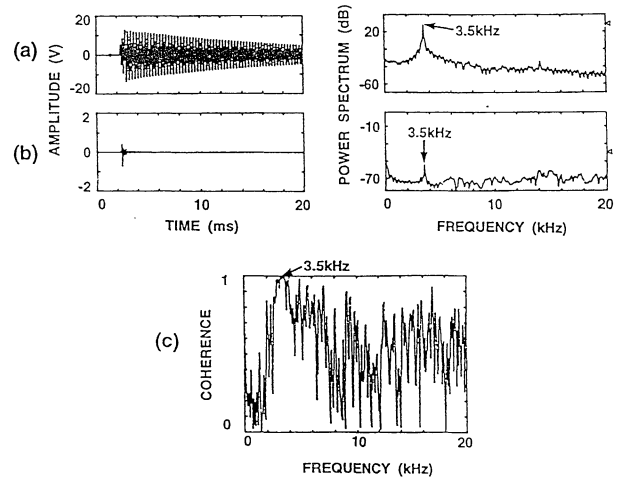 (a)
AMPLITUDE (V)
20
10
0
-20
3.5kHz
POWER SPECTRUM (dB)
20
-60
(b)
2
0
-2
0
10
20
TIME (ms)
3.5kHz
-10
-70
0
10
20
FREQUENCY (kHz)
(c)
3.5kHz
COHERENCE
1
0
0
10
20
FREQUENCY (kHz)